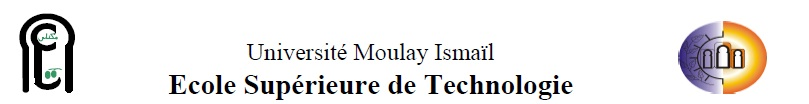 Université Moulay Ismaïl
Ecole Supérieure de Technologie